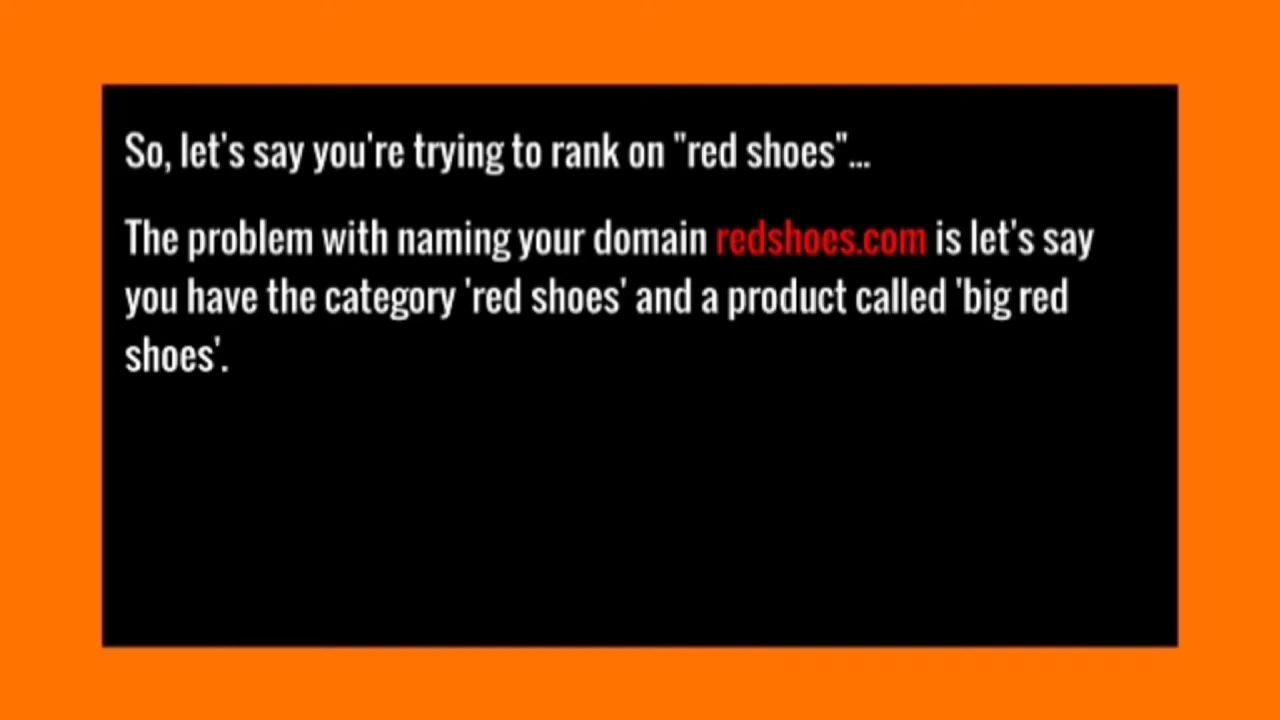 So, let's say you're trying to rank on "red shoes"...
The problem with naming your domain redshoes.com is let's say
you have the category 'red shoes' and a product called 'big red
shoes'.